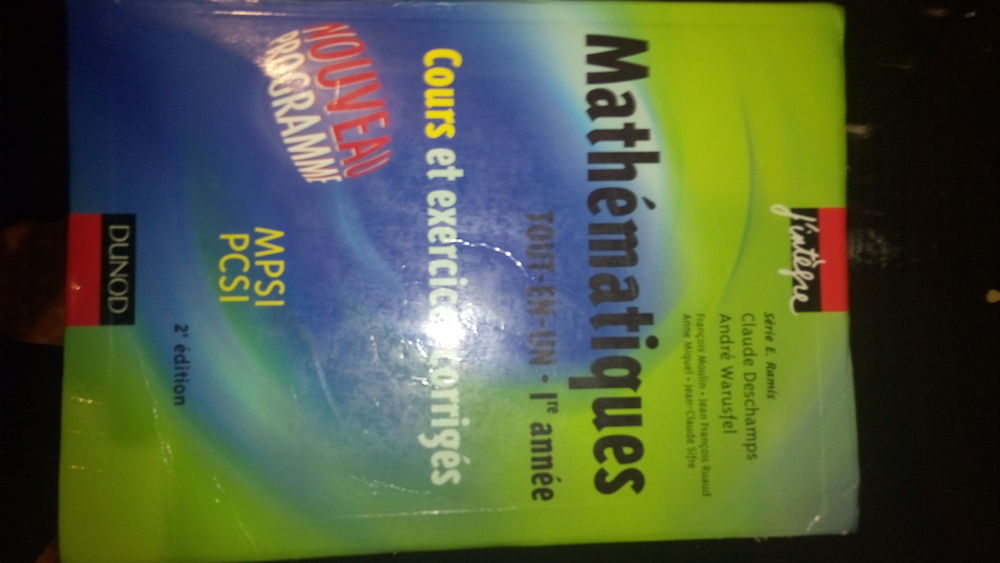 j'intègre
Série E. Ramis
Claude Deschamps
André Warusfel
François Moulin • Jean François Ruaud
Anne Miquel • Jean-Claude Sifre
Mathématiques
TOUT-EN-UN • 1re année
Cours et exercices corrigés
NOUVEAU
PROGRAMME
MPSI
PCSI
2e édition
DUNOD